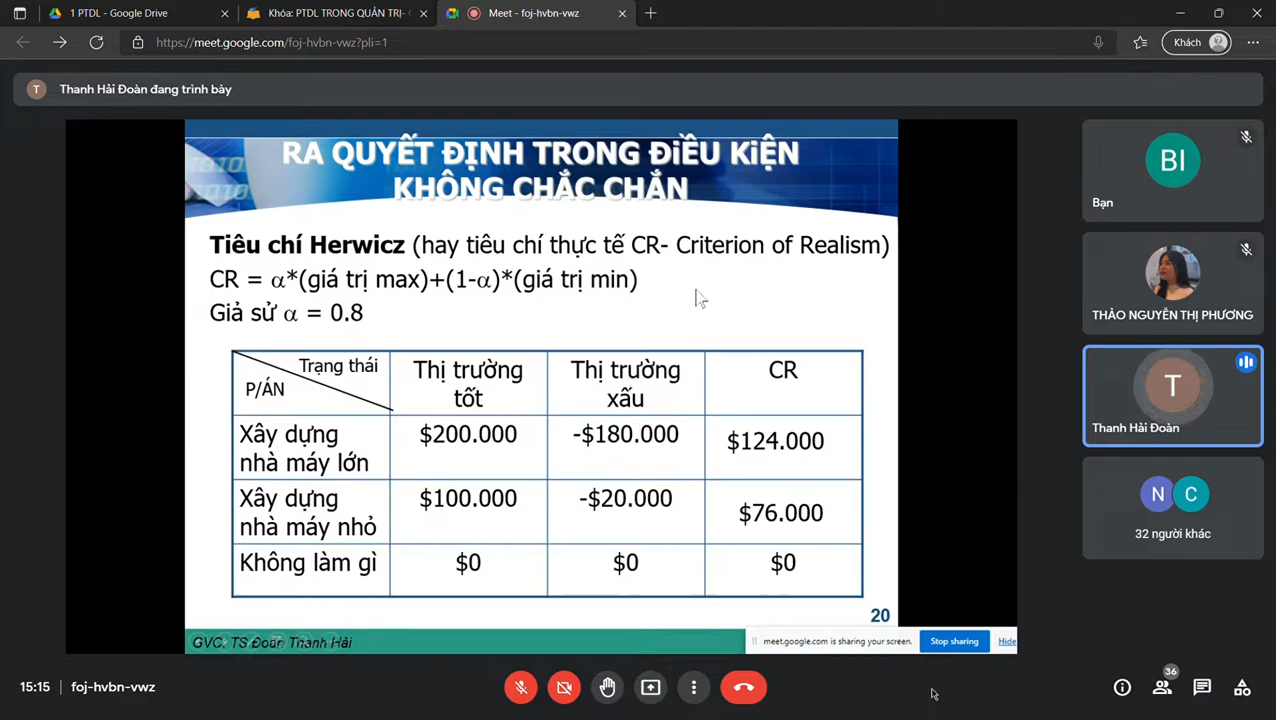 1 PTDL - Google Drive
Khóa: PTDL TRONG QUẢN TRỊ-
Meet - foj-hvbn-vwz
https://meet.google.com/foj-hvbn-vwz?pli=1
Khách
T
Thanh Hải Đoàn đang trình bày
RA QUYẾT ĐỊNH TRONG ĐiỀU KiỆN
KHÔNG CHẮC CHẮN
Tiêu chí Herwicz (hay tiêu chí thực tế CR- Criterion of Realism)
CR = α*(giá trị max)+(1-α)*(giá trị min)
Giả sử α = 0.8
Trạng thái
P/ÁN
Thị trường
tốt
Thị trường
xấu
CR
Xây dựng
nhà máy lớn
$200.000
-$180.000
$124.000
Xây dựng
nhà máy nhỏ
$100.000
-$20.000
$76.000
Không làm gì
$0
$0
$0
20
GVC. TS Đoàn Thanh Hải
meet.google.com is sharing your screen.
Stop sharing
Hide
BI
Bạn
THẢO NGUYỄN THỊ PHƯƠNG
T
Thanh Hải Đoàn
N
C
32 người khác
15:15
foj-hvbn-vwz
36